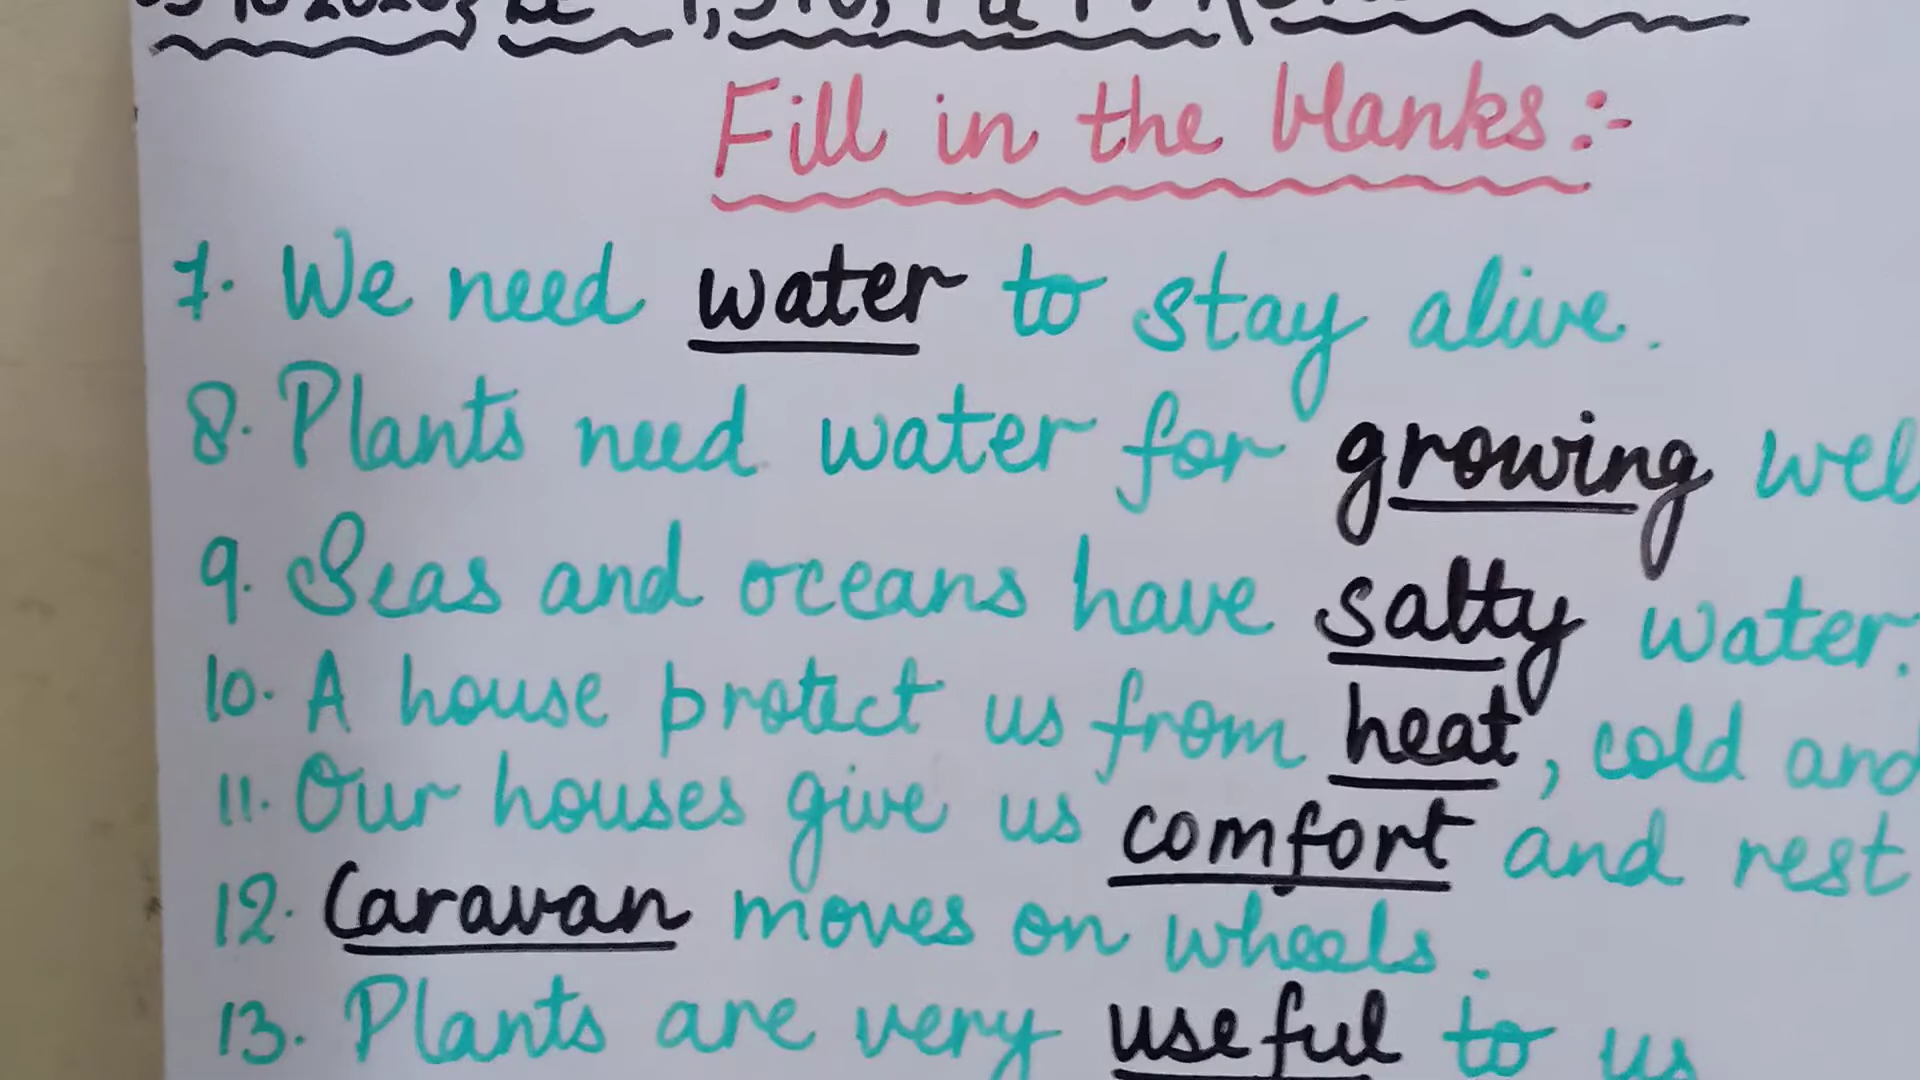 Fill in the blanks:-
7. We need water to stay alive.
8. Plants need water for growing wel
9. Seas and oceans have salty water.
10. A house protect us from heat, cold and
11. Our houses give us comfort and rest
12. Caravan moves on wheels.
13. Plants are very useful to us